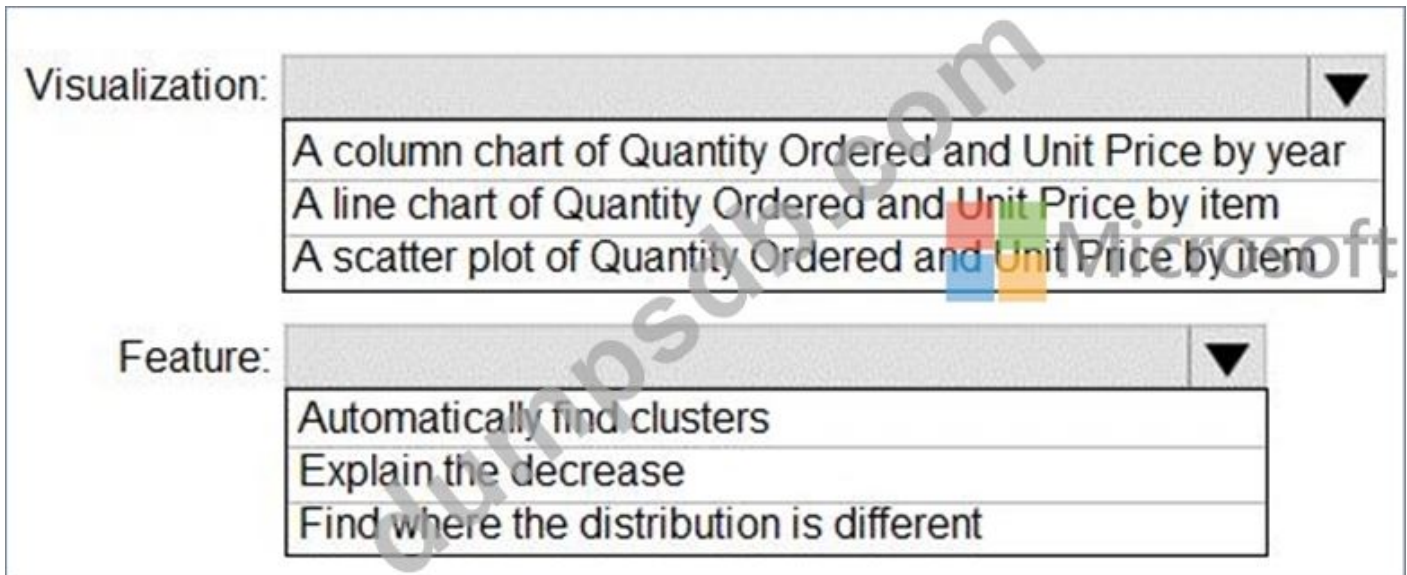 Visualization:
A column chart of Quantity Ordered and Unit Price by year
A line chart of Quantity Ordered and Unit Price by item
A scatter plot of Quantity Ordered and Unit Price by item
Microsoft
Feature:
Automatically find clusters
Explain the decrease
Find where the distribution is different
dumpsdb.com